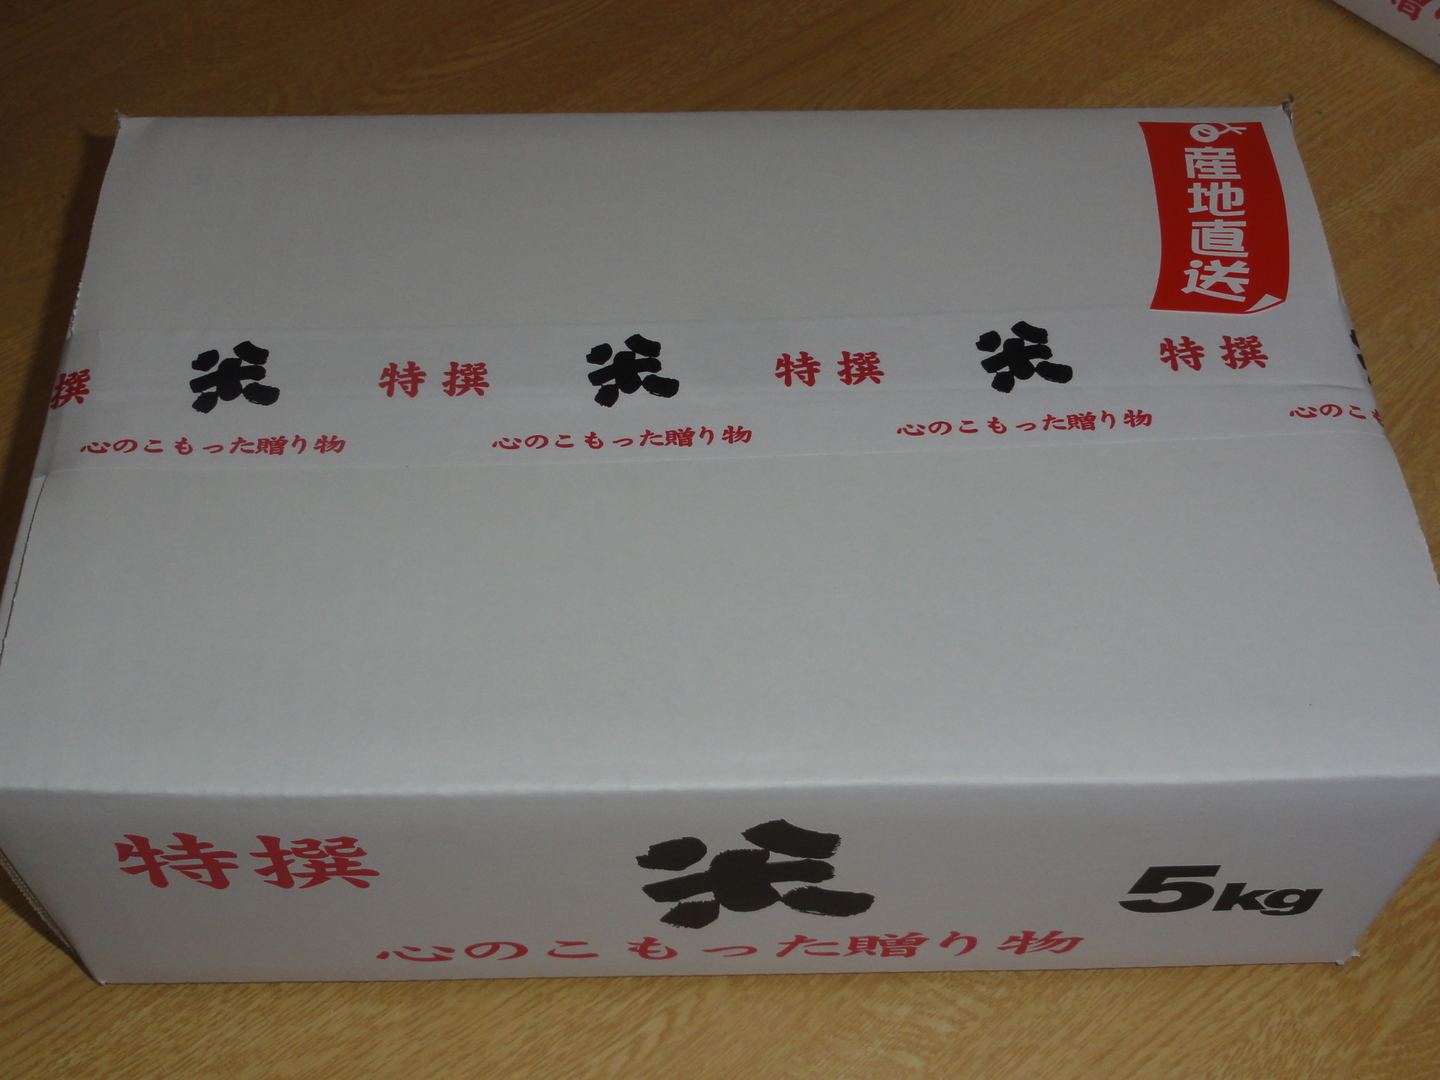 産地直送
撰 米 特撰 米 特撰 米 特撰
心のこもった贈り物 心のこもった贈り物 心のこもった贈り物 心のこ
特撰 米 5kg
心のこもった贈り物